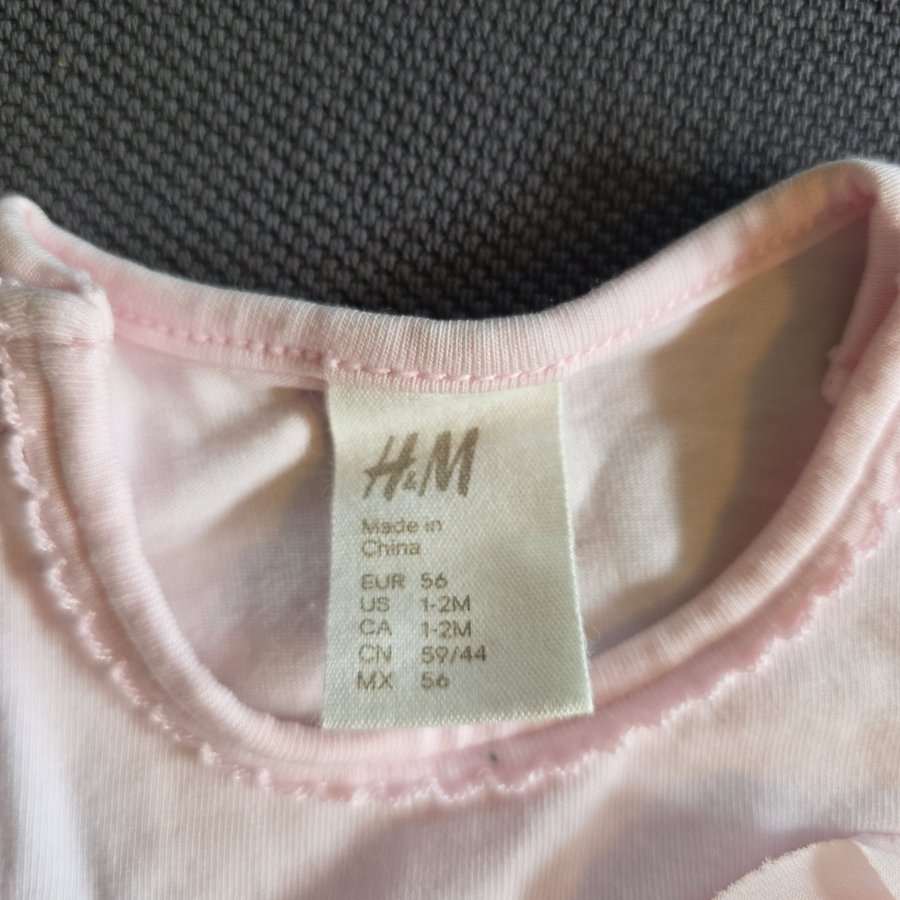 H&M
Made in
China
EUR 56
US 1-2M
CA 1-2M
CN 59/44
MX 56